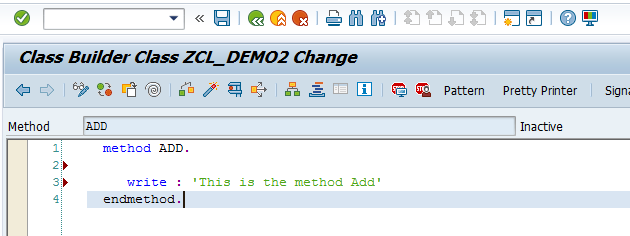 Class Builder Class ZCL_DEMO2 Change
Pattern Pretty Printer Signa
Method ADD Inactive
1 method ADD.
2
3 write : 'This is the method Add'
4 endmethod.